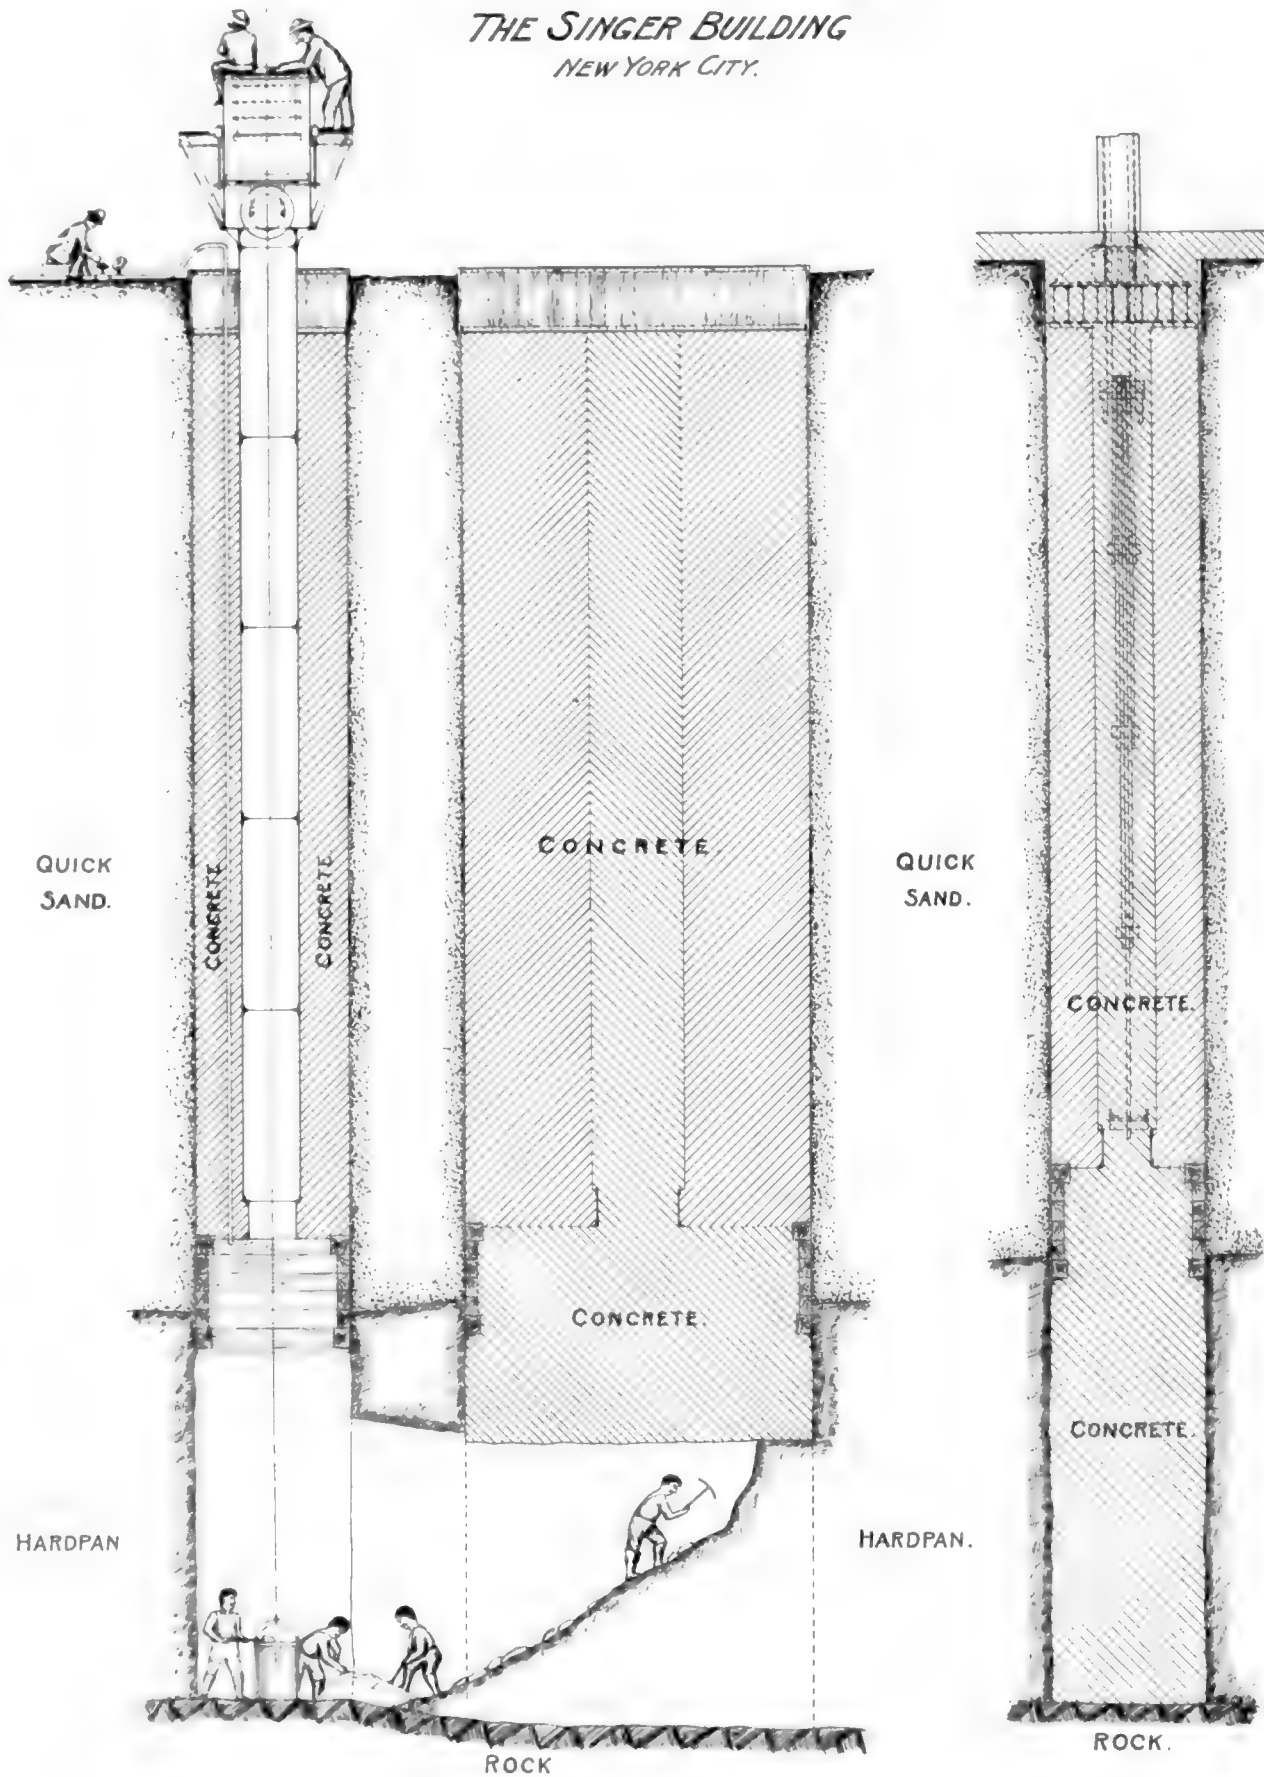 THE SINGER BUILDING
NEW YORK CITY.
QUICK
SAND.
CONCRETE
CONCRETE
CONCRETE.
QUICK
SAND.
CONCRETE.
CONCRETE.
CONCRETE.
HARDPAN
HARDPAN.
ROCK
ROCK.